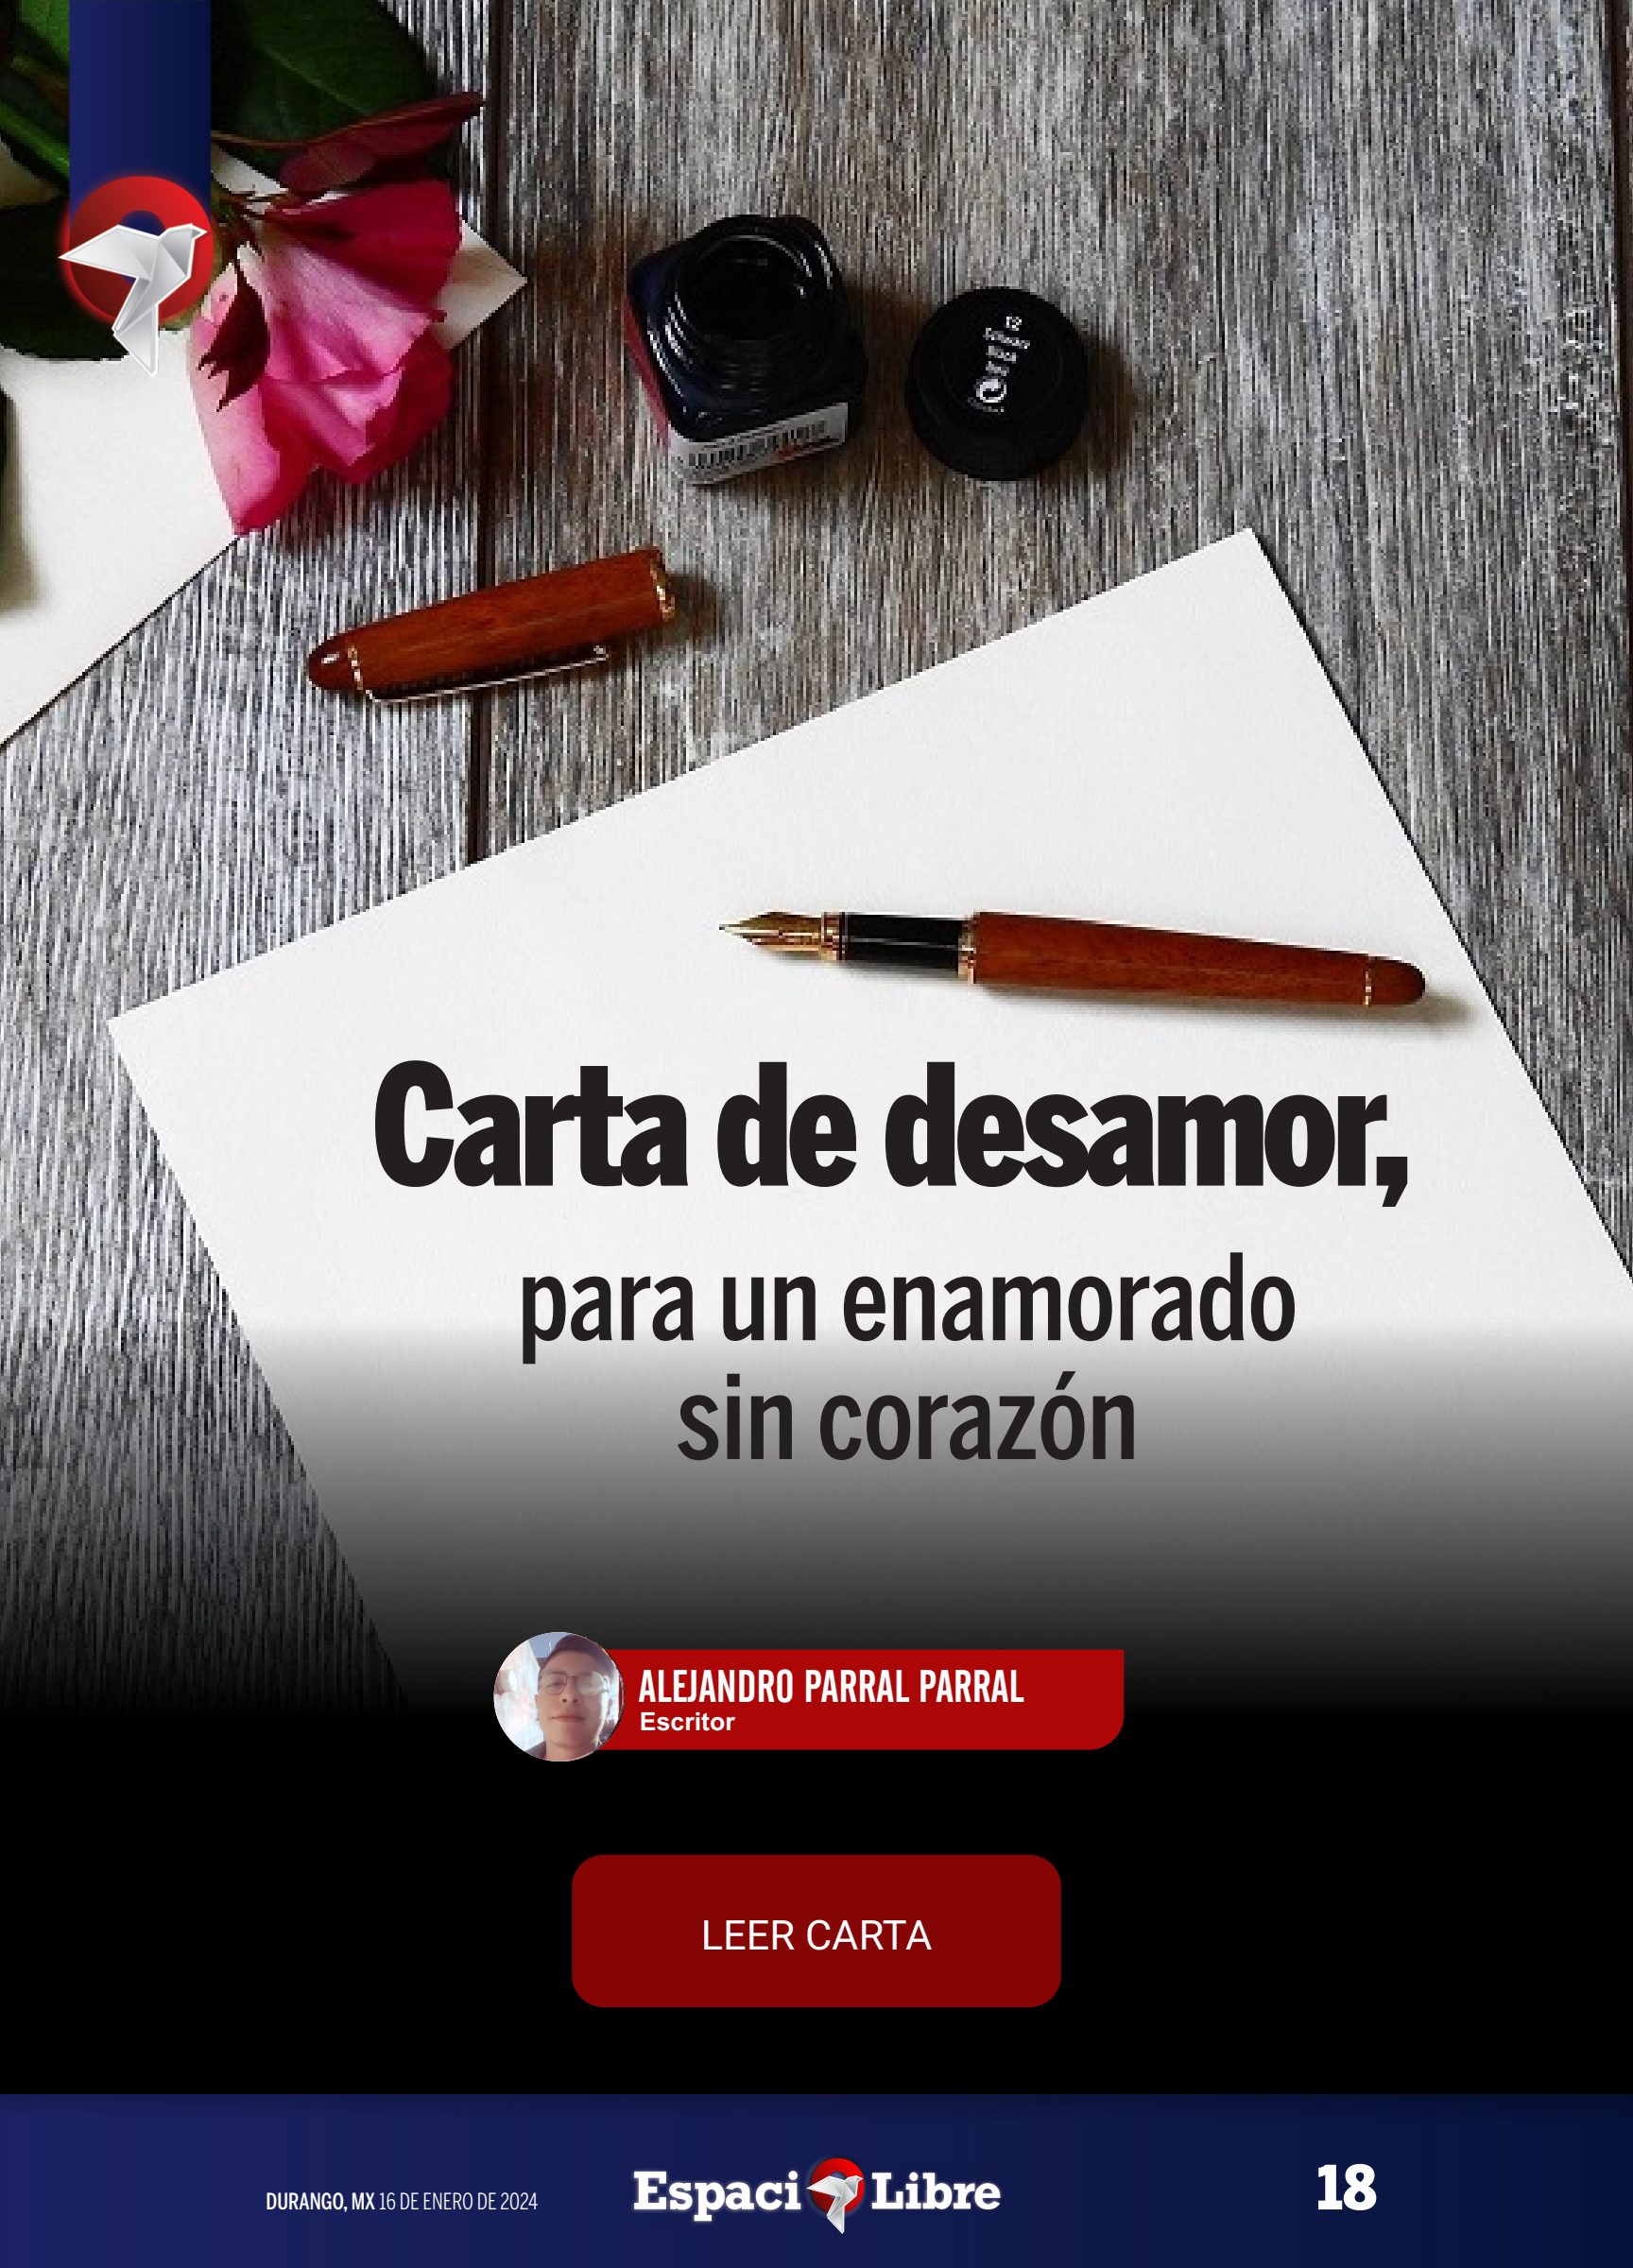 Carta de desamor,
para un enamorado
sin corazón
ALEJANDRO PARRAL PARRAL
Escritor
LEER CARTA
DURANGO, MX 16 DE ENERO DE 2024
Espaci Libre
18